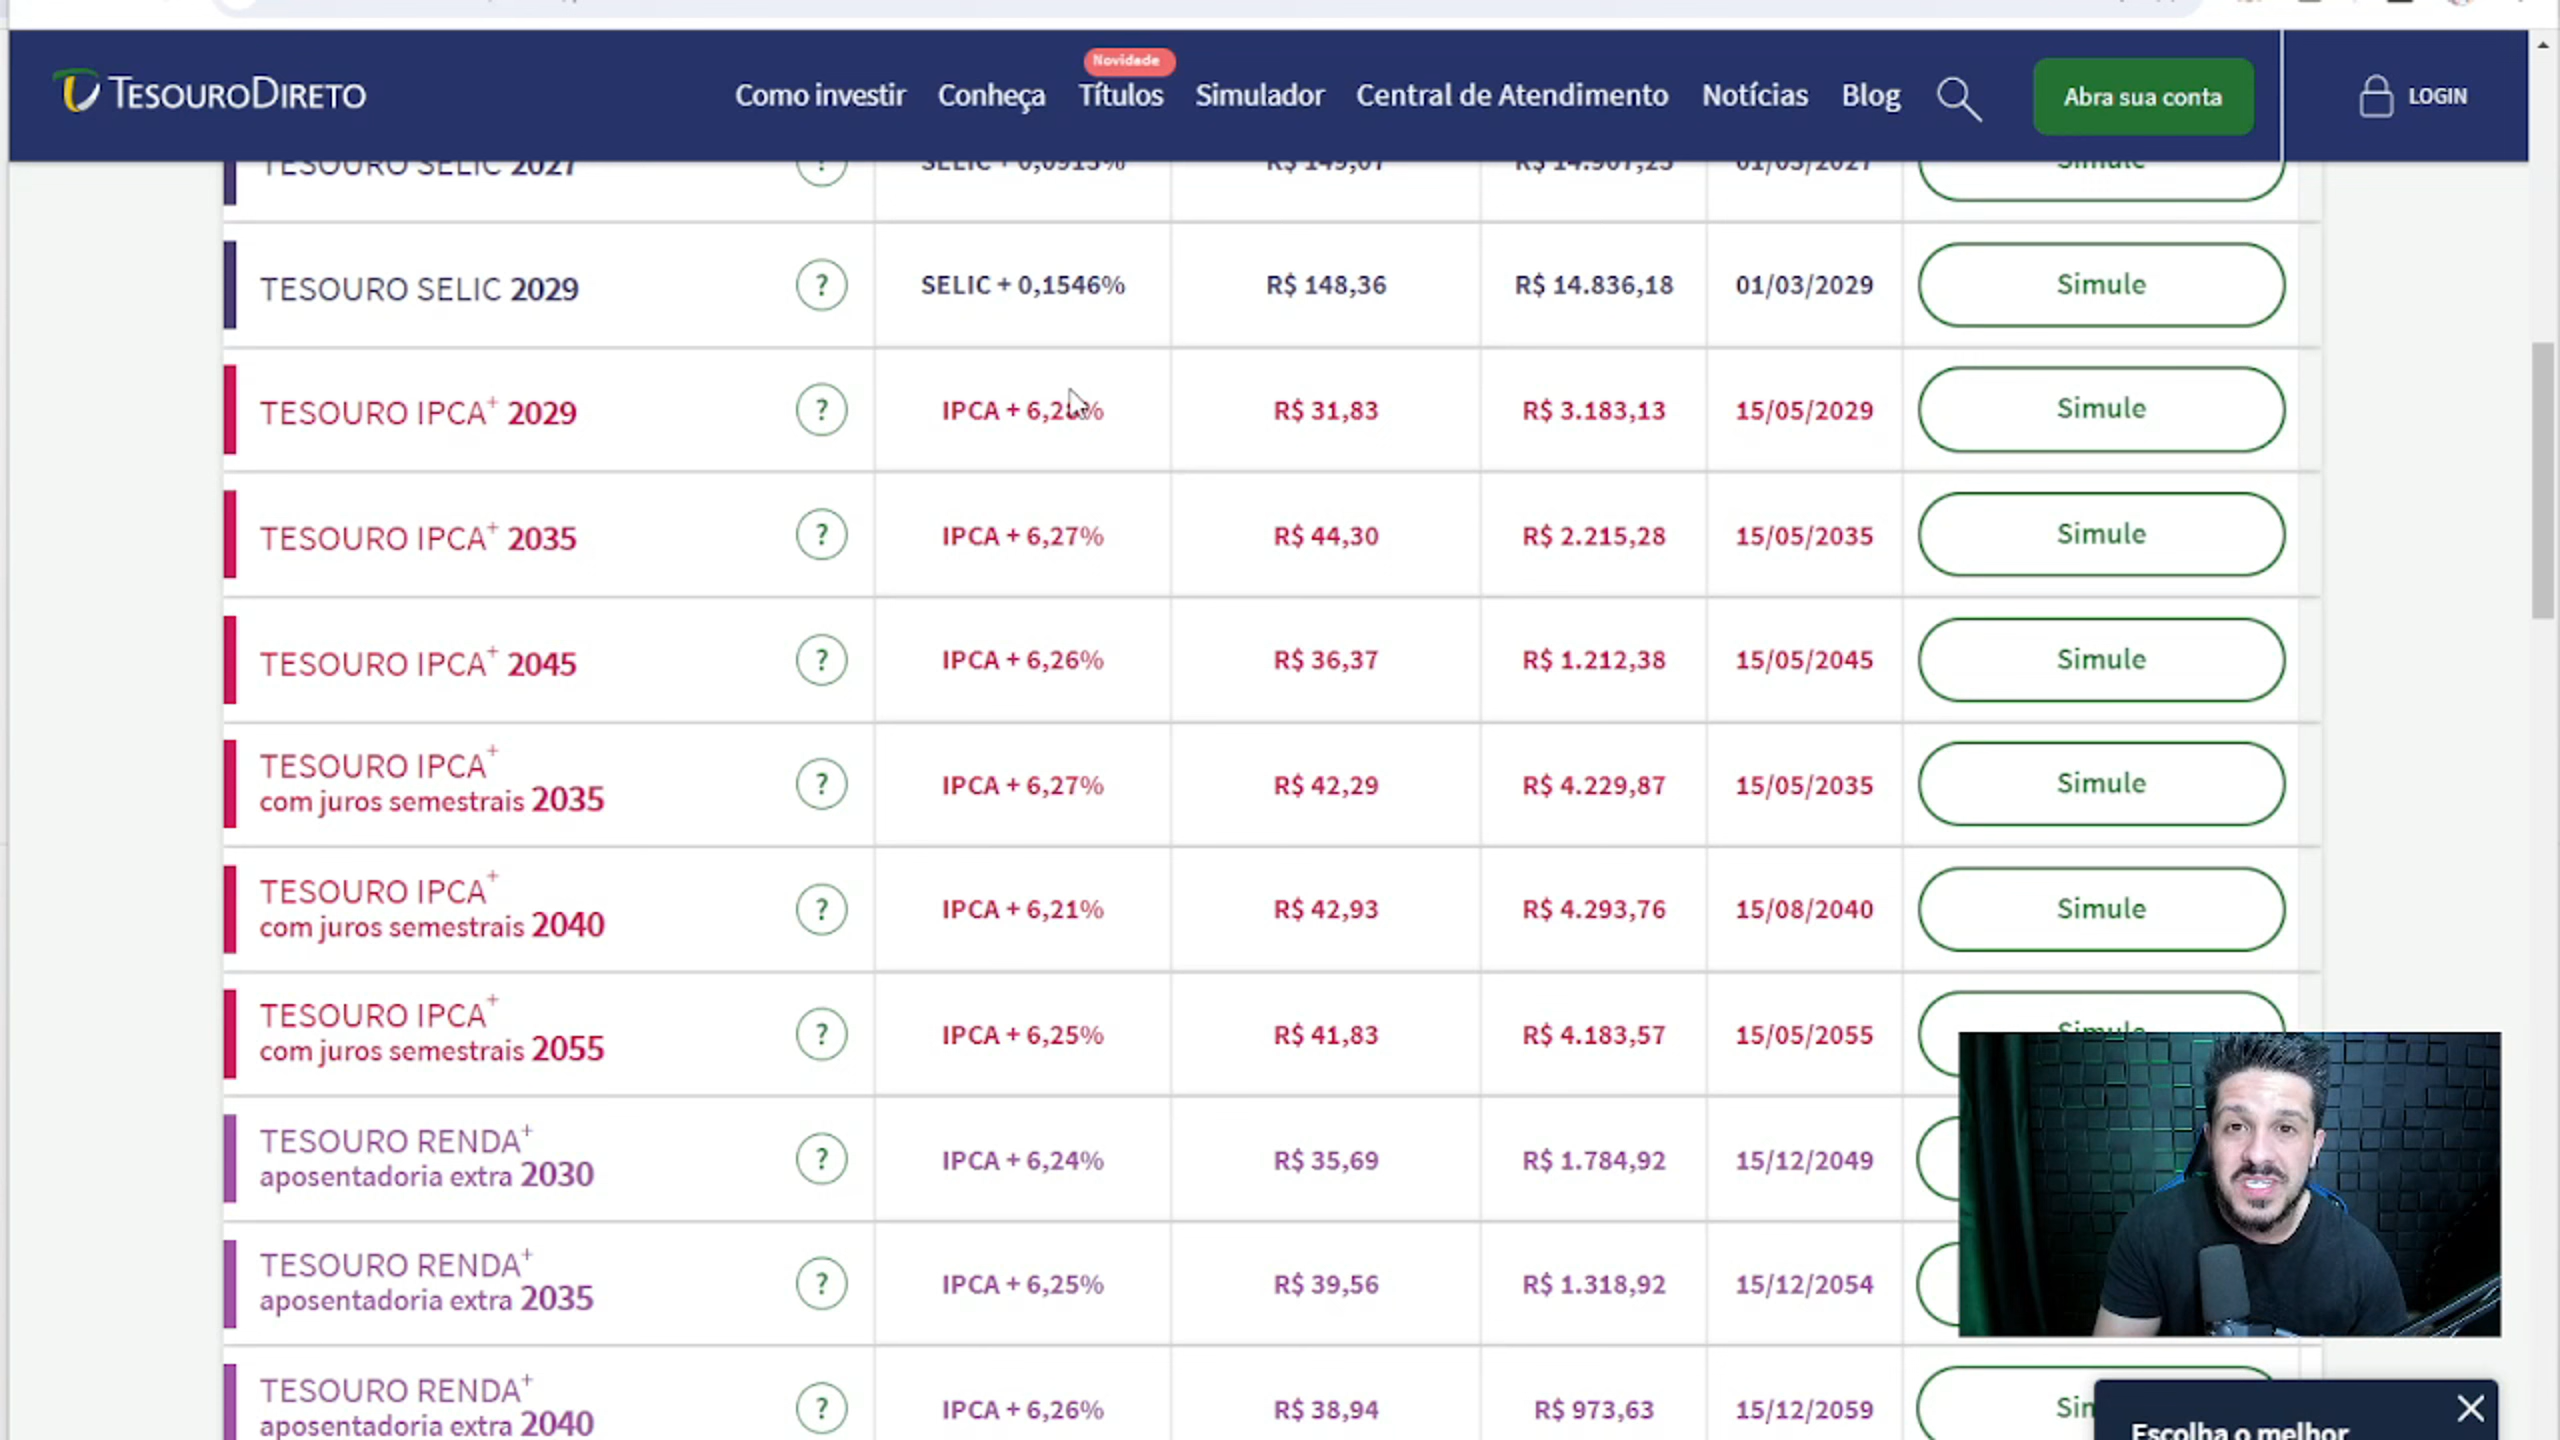 Novidade
TESOURODIRETO Como investir Conheça Títulos Simulador Central de Atendimento Notícias Blog Abra sua conta LOGIN
TESOURO SELIC 2027
TESOURO SELIC 2029 ? SELIC + 0,1546% R$ 148,36 R$ 14.836,18 01/03/2029 Simule
TESOURO IPCA+ 2029 ? IPCA + R$ 31,83 R$ 3.183,13 15/05/2029 Simule
TESOURO IPCA+ 2035 ? IPCA + 6,27% R$ 44,30 R$ 2.215,28 15/05/2035 Simule
TESOURO IPCA+ 2045 ? IPCA + 6,26% R$ 36,37 R$ 1.212,38 15/05/2045 Simule
TESOURO IPCA+
com juros semestrais 2035 ? IPCA + 6,27% R$ 42,29 R$ 4.229,87 15/05/2035 Simule
TESOURO IPCA+
com juros semestrais 2040 ? IPCA + 6,21% R$ 42,93 R$ 4.293,76 15/08/2040 Simule
TESOURO IPCA+
com juros semestrais 2055 ? IPCA + 6,25% R$ 41,83 R$ 4.183,57 15/05/2055 Simule
TESOURO RENDA+
aposentadoria extra 2030 ? IPCA + 6,24% R$ 35,69 R$ 1.784,92 15/12/2049
TESOURO RENDA+
aposentadoria extra 2035 ? IPCA + 6,25% R$ 39,56 R$ 1.318,92 15/12/2054
TESOURO RENDA+
aposentadoria extra 2040 ? IPCA + 6,26% R$ 38,94 R$ 973,63 15/12/2059 Sim
Escolha o melhor